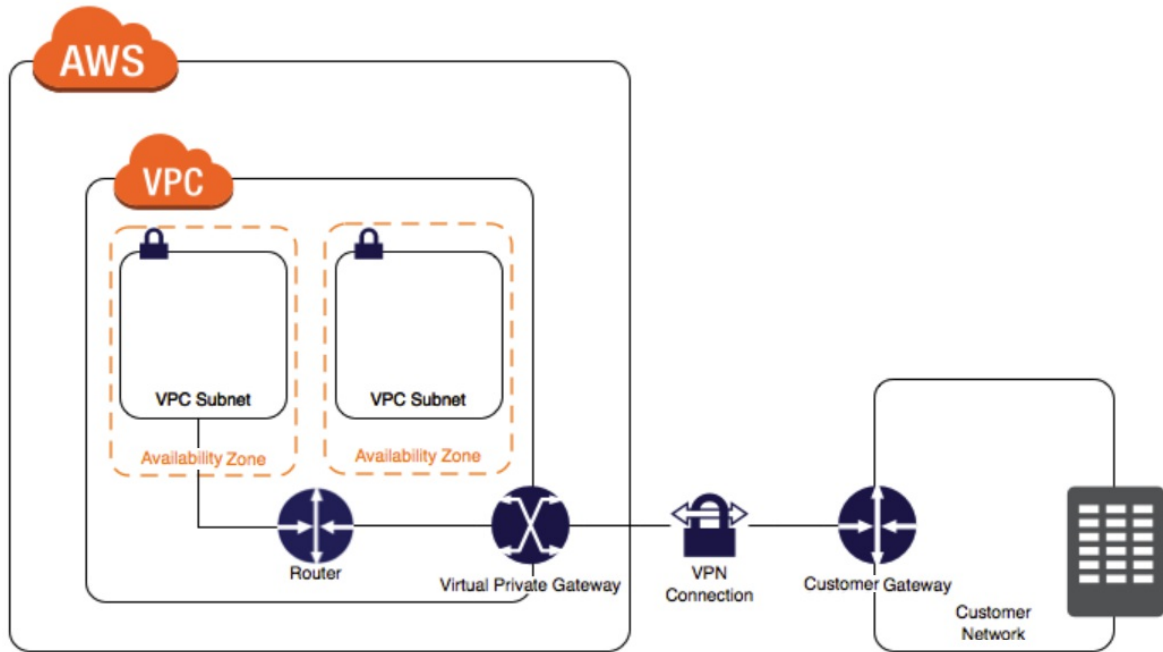 AWS
VPC
VPC Subnet
VPC Subnet
Availability Zone
Availability Zone
Router
Virtual Private Gateway
VPN
Connection
Customer Gateway
Customer
Network